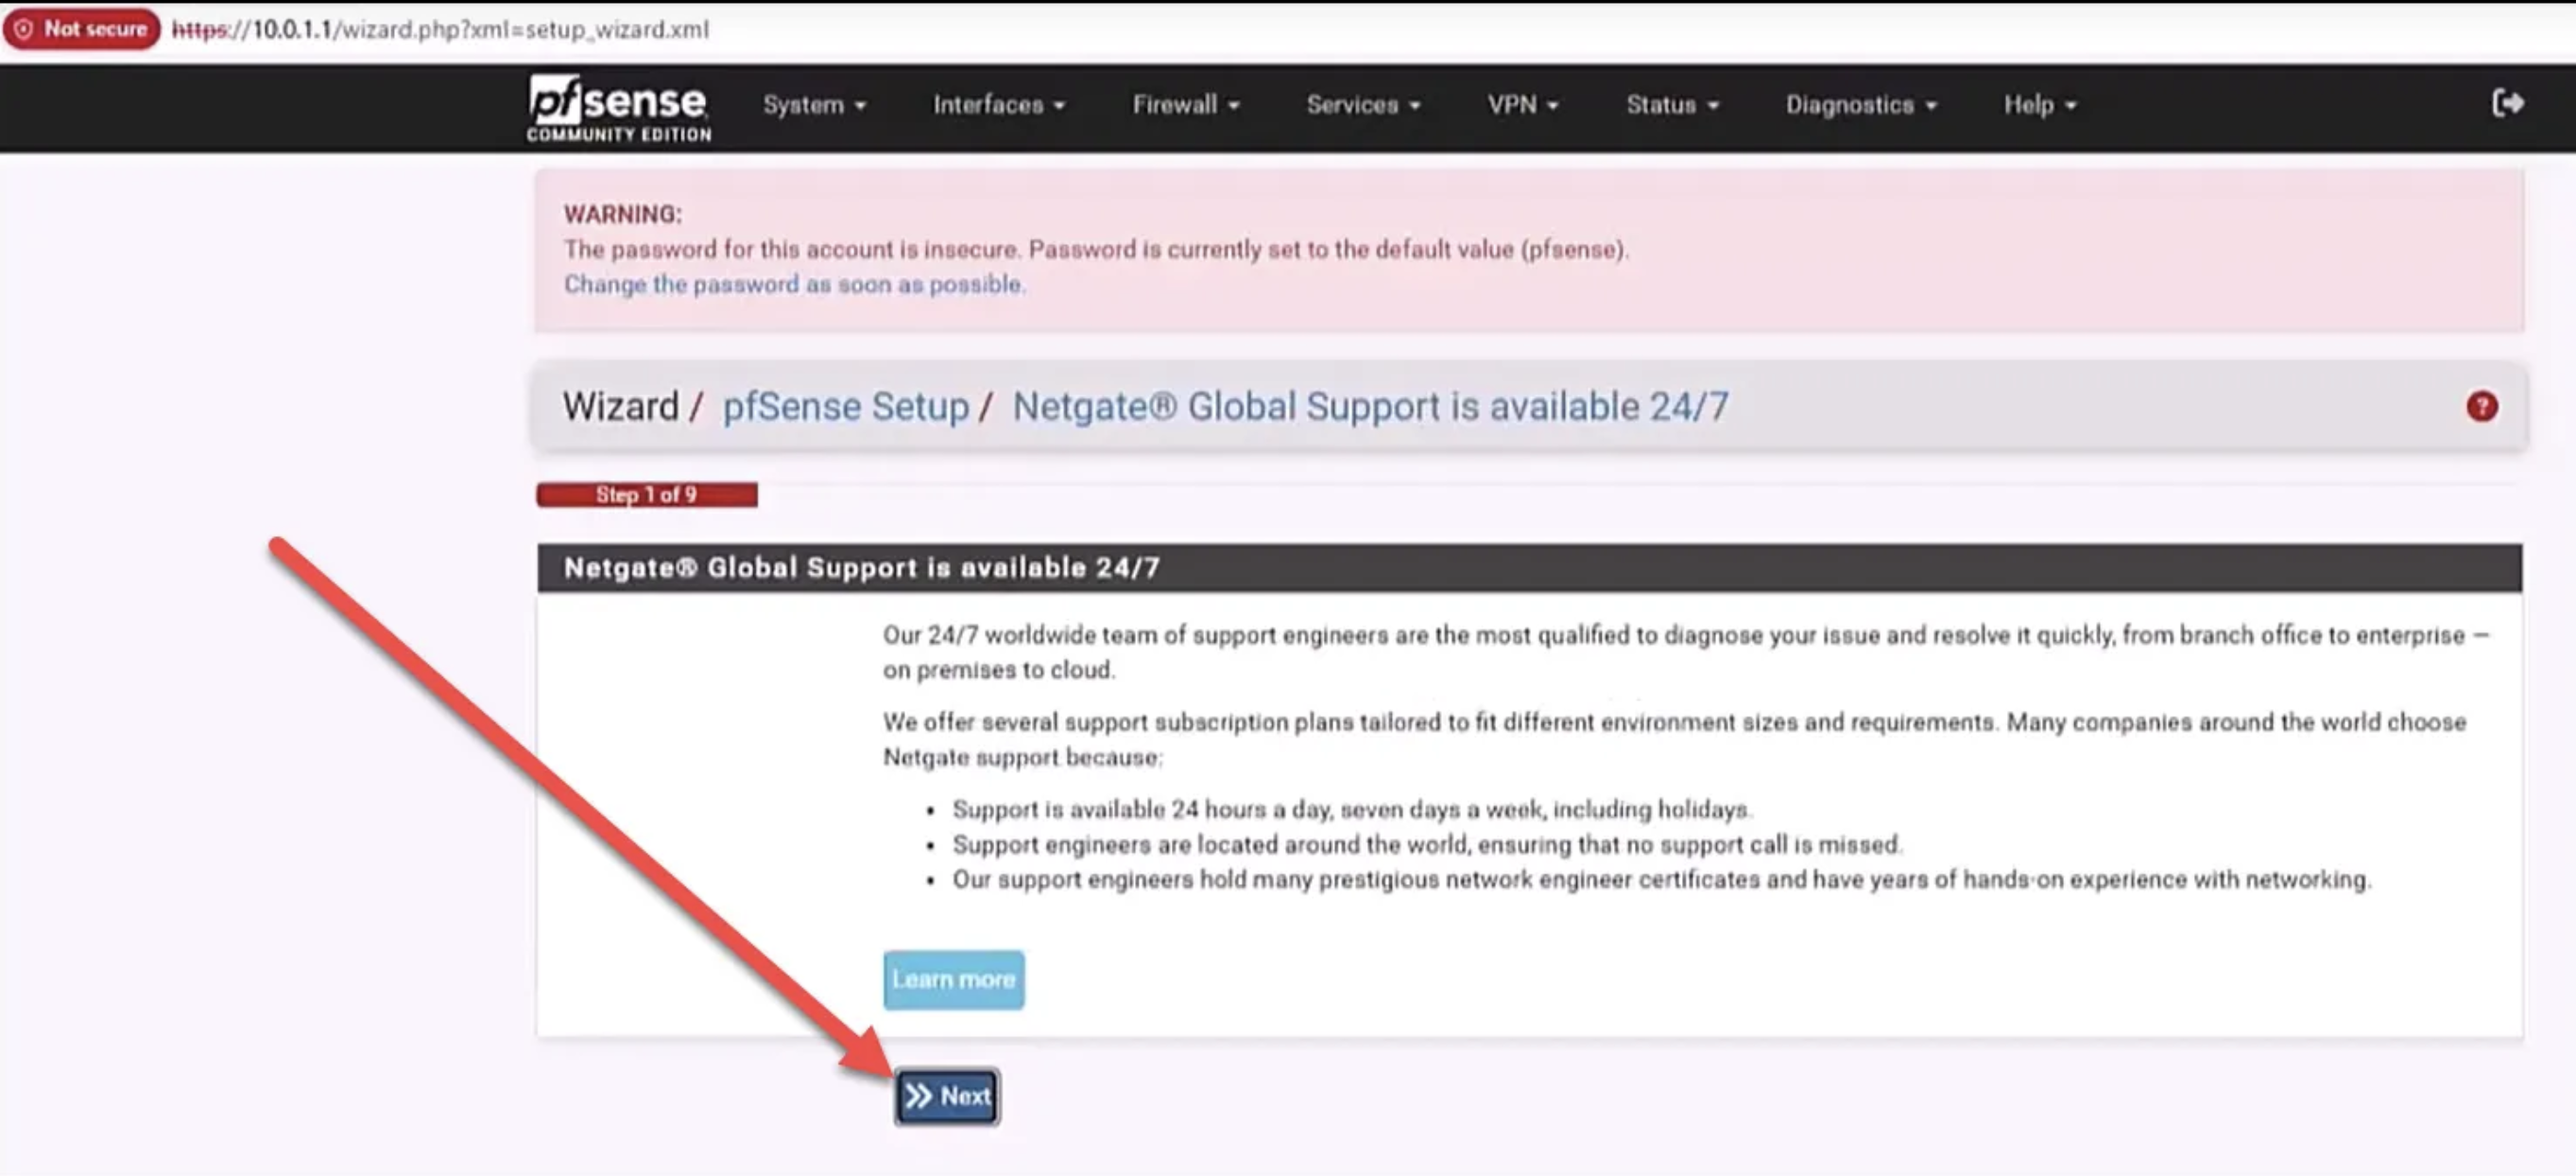 Not secure https://10.0.1.1/wizard.php?xml=setup_wizard.xml
pfsense
COMMUNITY EDITION
System Interfaces Firewall Services VPN Status Diagnostics Help
WARNING:
The password for this account is insecure. Password is currently set to the default value (pfsense).
Change the password as soon as possible.
Wizard / pfSense Setup / Netgate® Global Support is available 24/7
?
Step 1 of 9
Netgate® Global Support is available 24/7
Our 24/7 worldwide team of support engineers are the most qualified to diagnose your issue and resolve it quickly, from branch office to enterprise —
on premises to cloud.
We offer several support subscription plans tailored to fit different environment sizes and requirements. Many companies around the world choose
Netgate support because:
• Support is available 24 hours a day, seven days a week, including holidays.
• Support engineers are located around the world, ensuring that no support call is missed.
• Our support engineers hold many prestigious network engineer certificates and have years of hands-on experience with networking.
Learn more
Next